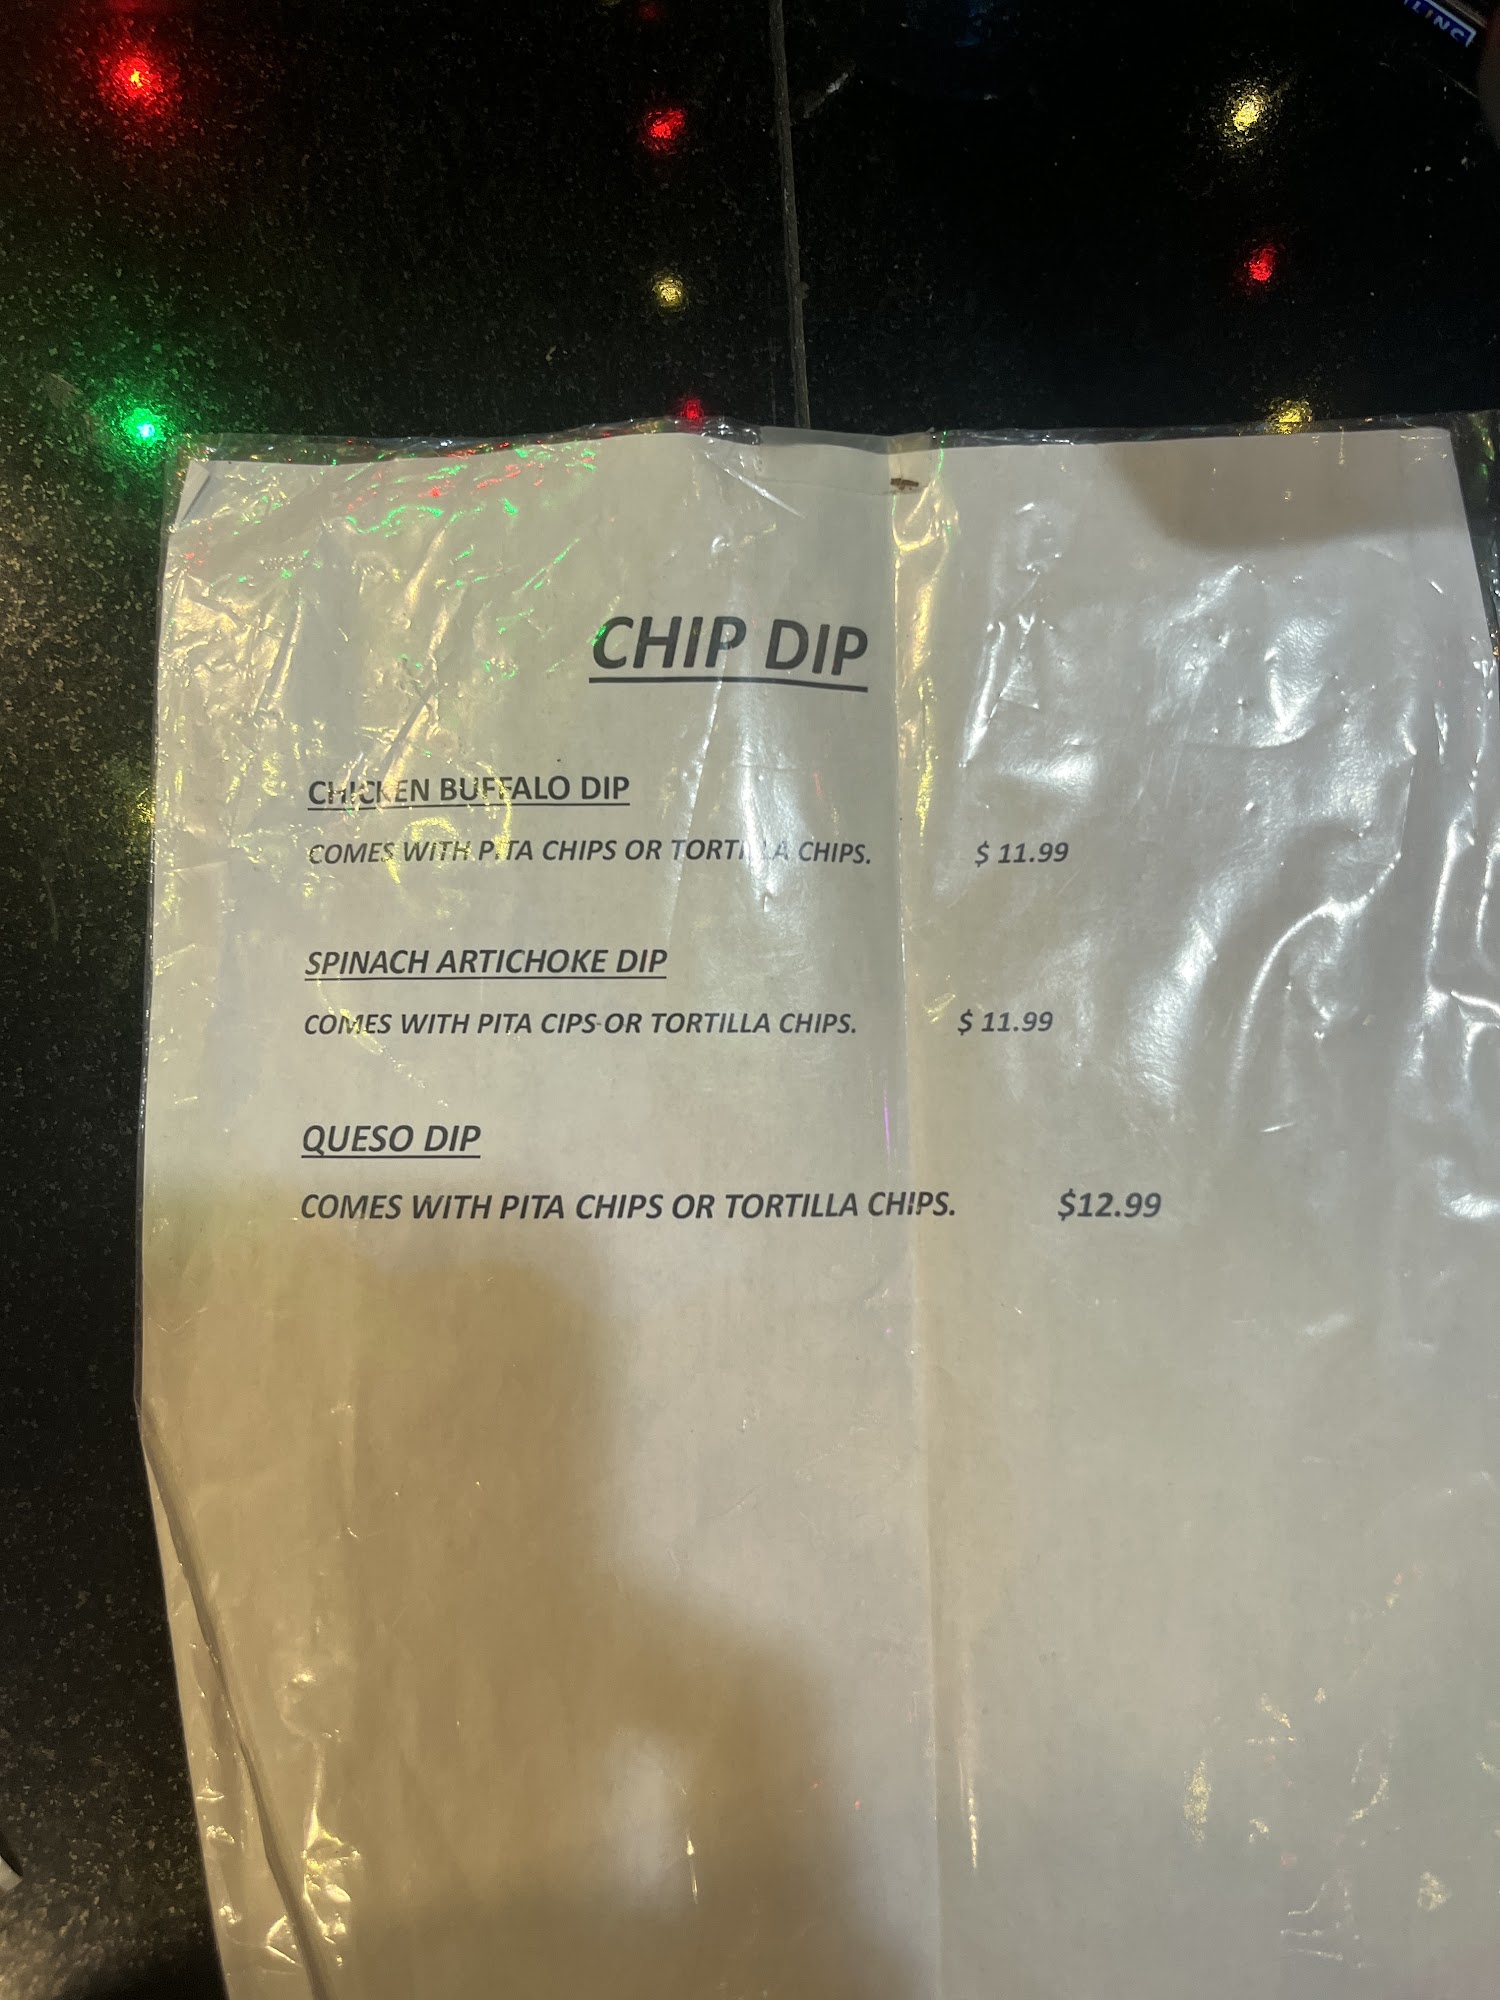 CHIP DIP
CHICKEN BUFFALO DIP
COMES WITH PITA CHIPS OR TORTILLA CHIPS. $ 11.99
SPINACH ARTICHOKE DIP
COMES WITH PITA CIPS OR TORTILLA CHIPS. $ 11.99
QUESO DIP
COMES WITH PITA CHIPS OR TORTILLA CHIPS. $12.99